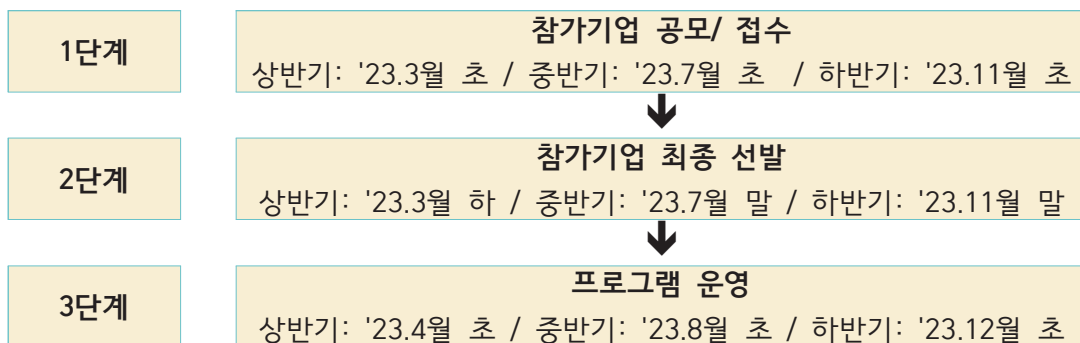 1단계
참가기업 공모/ 접수
상반기: '23.3월 초 / 중반기: '23.7월 초 / 하반기: '23.11월 초
2단계
참가기업 최종 선발
상반기: '23.3월 하 / 중반기: '23.7월 말 / 하반기: '23.11월 말
3단계
프로그램 운영
상반기: '23.4월 초 / 중반기: '23.8월 초 / 하반기: '23.12월 초